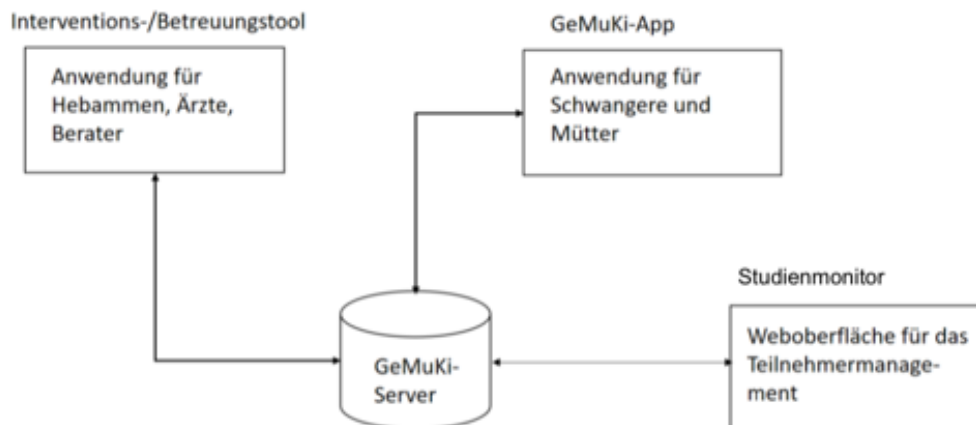 Interventions-/Betreuungstool
Anwendung für
Hebammen, Ärzte,
Berater
GeMuKi-App
Anwendung für
Schwangere und
Mütter
Studienmonitor
Weboberfläche für das
Teilnehmermanage-
ment
GeMuKi-
Server